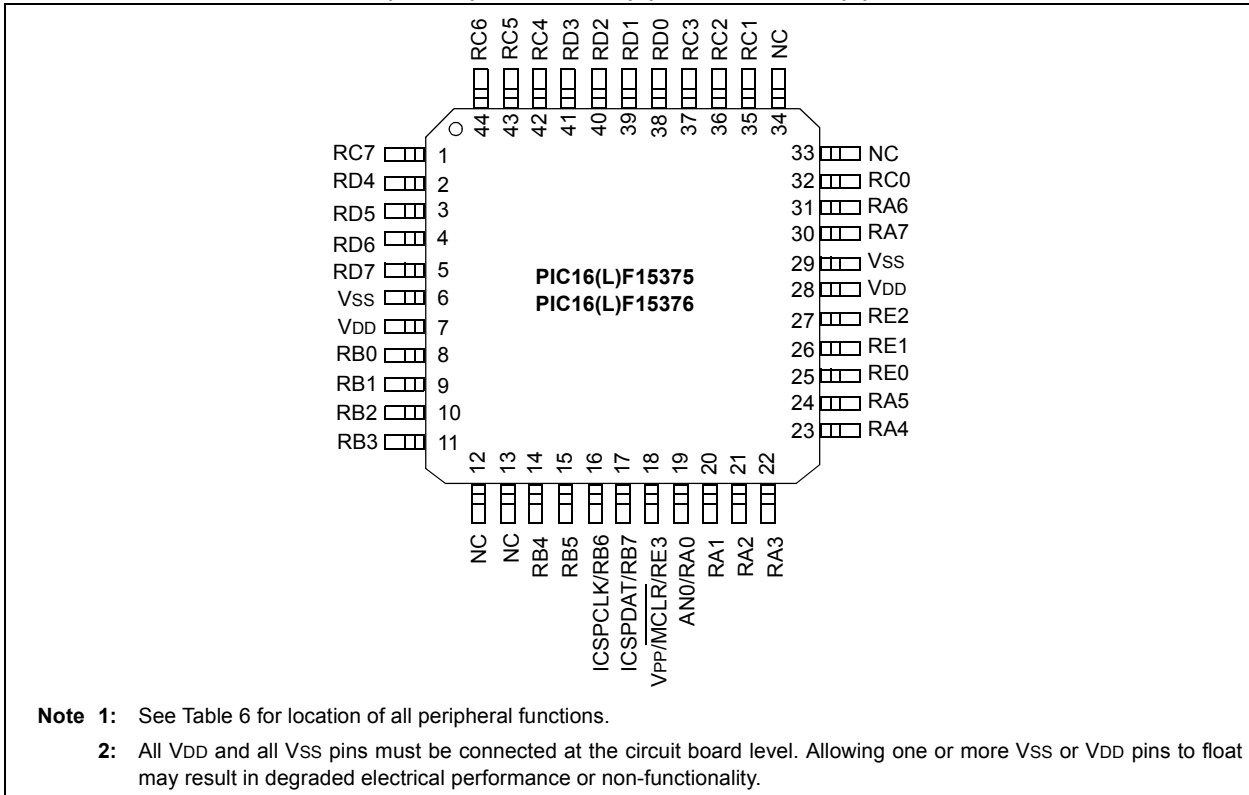 RC6
RC5
RC4
RD3
RD2
RD1
RD0
RC3
RC2
RC1
NC
44
43
42
41
40
39
38
37
36
35
34
RC7 1
RD4 2
RD5 3
RD6 4
RD7 5
VSS 6
VDD 7
RB0 8
RB1 9
RB2 10
RB3 11
PIC16(L)F15375
PIC16(L)F15376
33 NC
32 RC0
31 RA6
30 RA7
29 VSS
28 VDD
27 RE2
26 RE1
25 RE0
24 RA5
23 RA4
12
13
14
15
16
17
18
19
20
21
22
NC
NC
RB4
RB5
ICSPCLK/RB6
ICSPDAT/RB7
VPP/MCLR/RE3
AN0/RA0
RA1
RA2
RA3
Note 1: See Table 6 for location of all peripheral functions.
2: All VDD and all VSS pins must be connected at the circuit board level. Allowing one or more VSS or VDD pins to float
may result in degraded electrical performance or non-functionality.